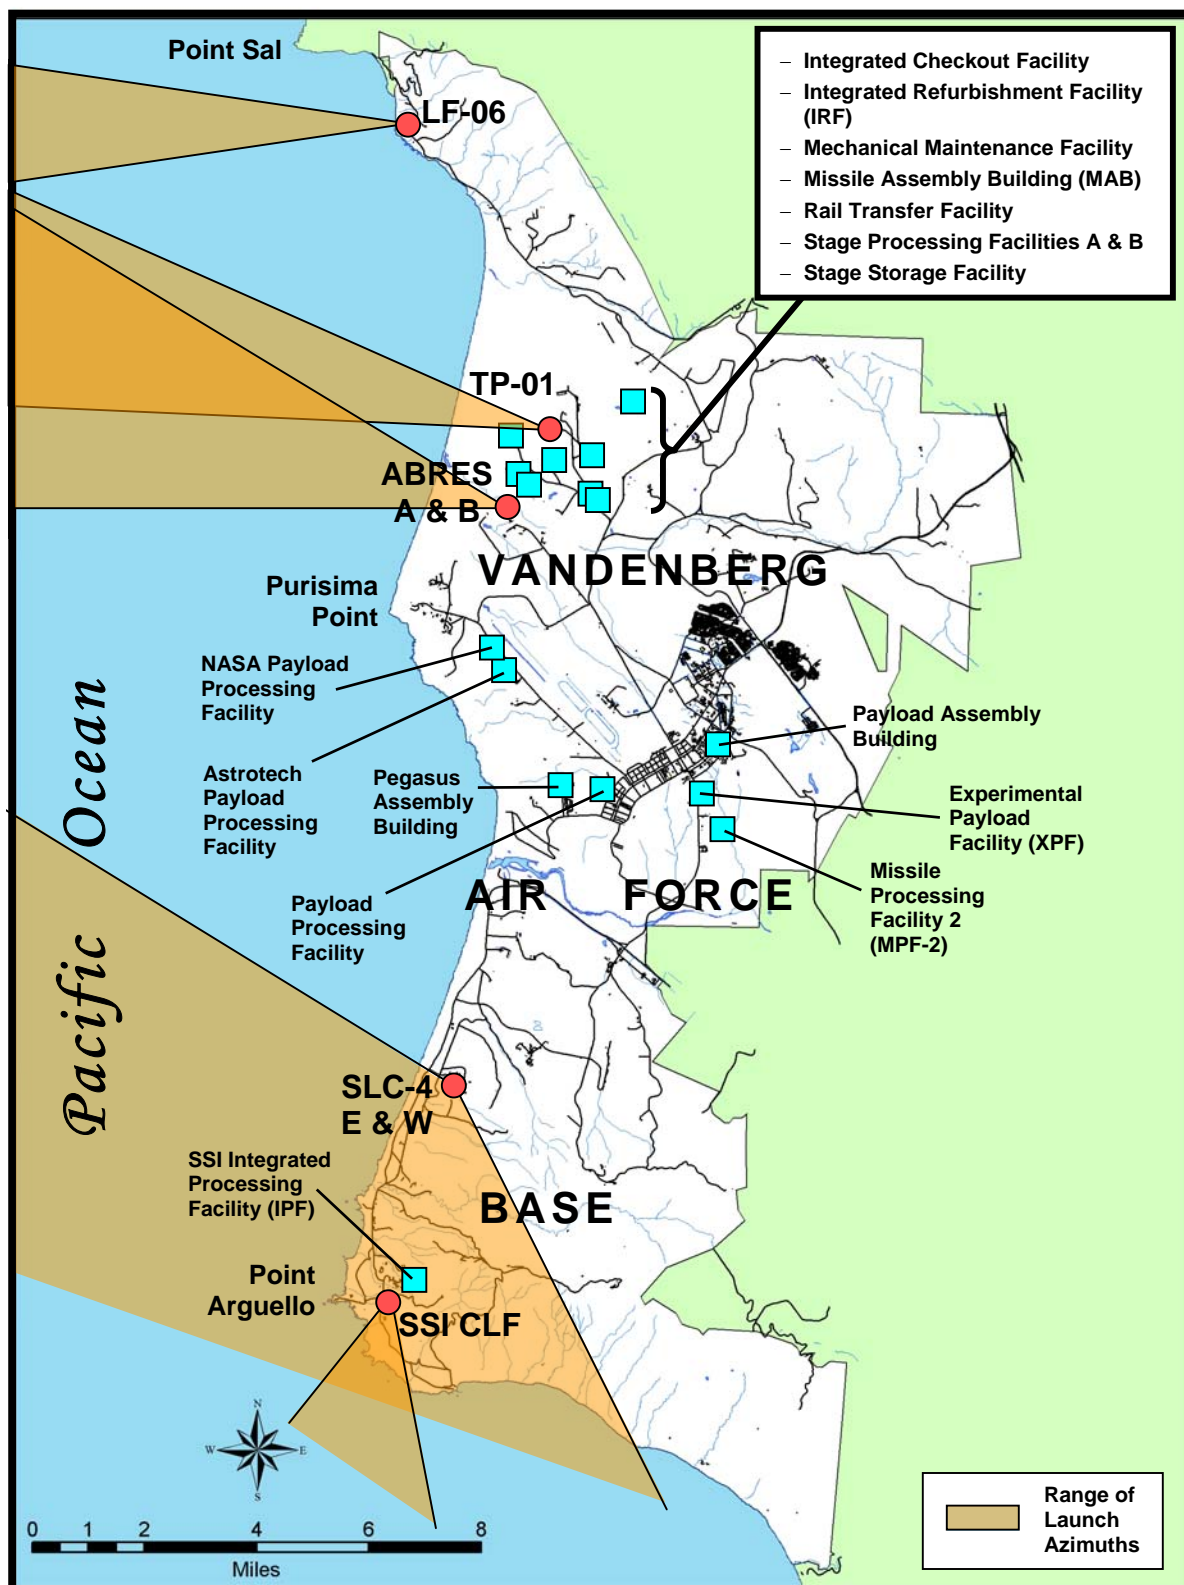 Point Sal
LF-06
– Integrated Checkout Facility
– Integrated Refurbishment Facility
(IRF)
– Mechanical Maintenance Facility
– Missile Assembly Building (MAB)
– Rail Transfer Facility
– Stage Processing Facilities A & B
– Stage Storage Facility
TP-01
ABRES
A & B
VANDENBERG
Purisima
Point
NASA Payload
Processing
Facility
Astrotech
Payload
Processing
Facility
Pegasus
Assembly
Building
Payload
Processing
Facility
Payload Assembly
Building
Experimental
Payload
Facility (XPF)
Missile
Processing
Facility 2
(MPF-2)
AIR FORCE
Pacific Ocean
SLC-4
E & W
SSI Integrated
Processing
Facility (IPF)
BASE
Point
Arguello
SSI CLF
N
W E
S
0 1 2 4 6 8
Miles
Range of
Launch
Azimuths